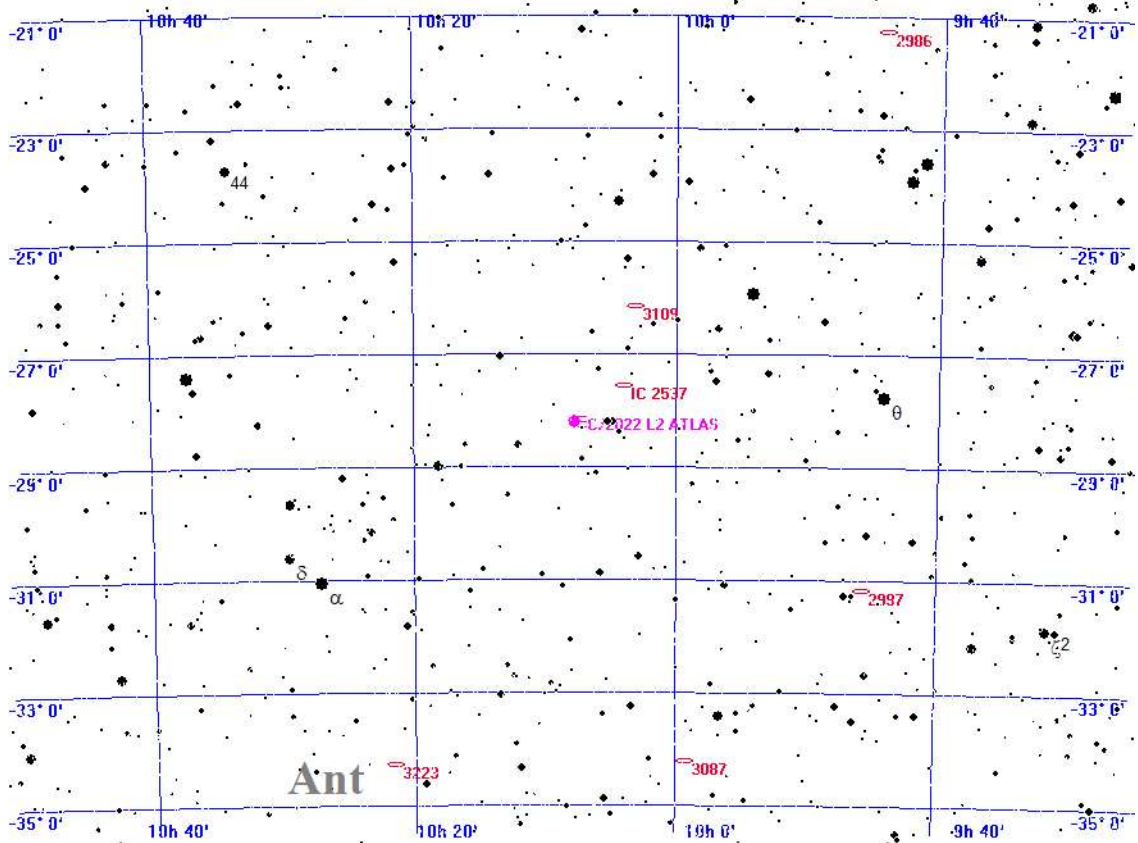 10h 40' 10h 20' 10h 0' 9h 40'
-21° 0' -21° 0'
2986
-23° 0' -23° 0'
44
-25° 0' -25° 0'
3109
-27° 0' -27° 0'
IC 2537
θ
C/2022 L2 ATLAS
-29° 0' -29° 0'
δ
α
-31° 0' -31° 0'
2997
ζ2
-33° 0' -33° 0'
Ant
3223 3087
-35° 0' -35° 0'
10h 40' 10h 20' 10h 0' 9h 40'